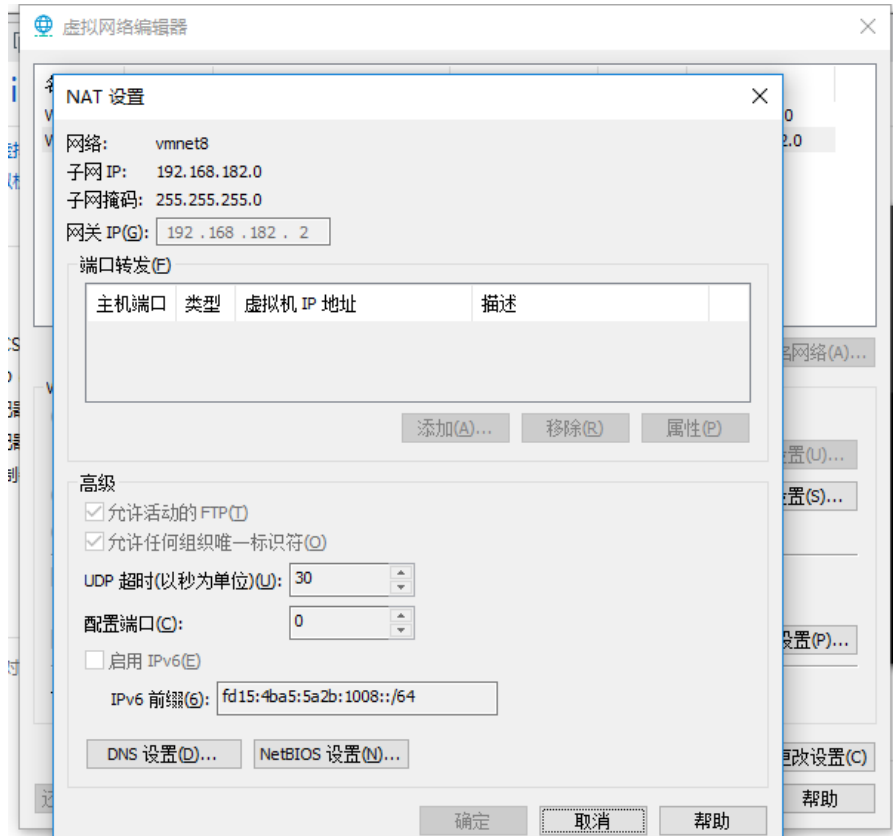 虚拟网络编辑器
NAT 设置
网络: vmnet8
子网 IP: 192.168.182.0
子网掩码: 255.255.255.0
网关 IP(G): 192 . 168 . 182 . 2
端口转发(F)
主机端口 类型 虚拟机 IP 地址 描述
添加(A)... 移除(R) 属性(P)
高级
允许活动的 FTP(T)
允许任何组织唯一标识符(O)
UDP 超时(以秒为单位)(U): 30
配置端口(C): 0
启用 IPv6(E)
IPv6 前缀(6): fd15:4ba5:5a2b:1008::/64
DNS 设置(D)... NetBIOS 设置(N)...
确定 取消 帮助
网络(A)...
置(U)...
置(S)...
设置(P)...
更改设置(C)
帮助